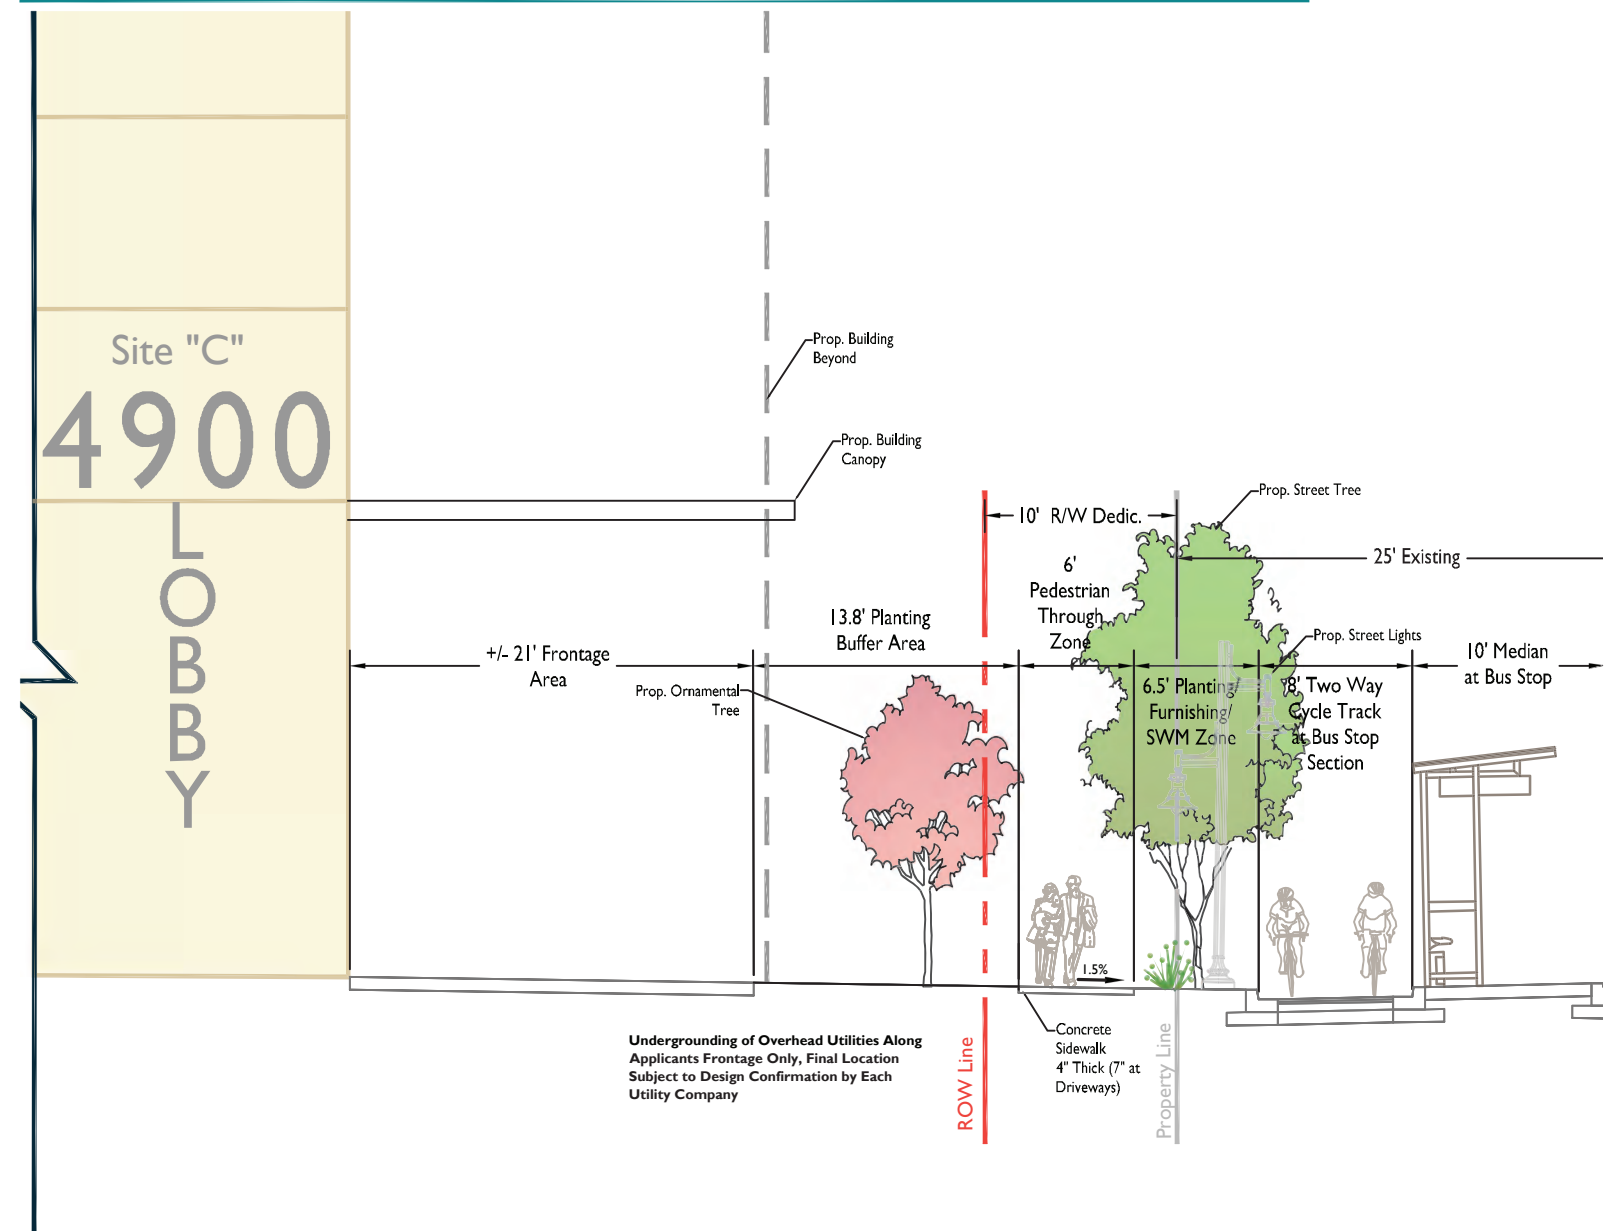 Site "C"
4900
LOBBY
Prop. Building
Beyond
Prop. Building
Canopy
Prop. Street Tree
10' R/W Dedic.
25' Existing
6'
Pedestrian
Through
Zone
13.8' Planting
Buffer Area
Prop. Street Lights
+/- 21' Frontage
Area
10' Median
at Bus Stop
Prop. Ornamental
Tree
6.5' Planting/
Furnishing/
SWM Zone
8' Two Way
Cycle Track
at Bus Stop
Section
1.5%
Undergrounding of Overhead Utilities Along
Applicants Frontage Only, Final Location
Subject to Design Confirmation by Each
Utility Company
ROW Line
Concrete
Sidewalk
4" Thick (7" at
Driveways)
Property Line